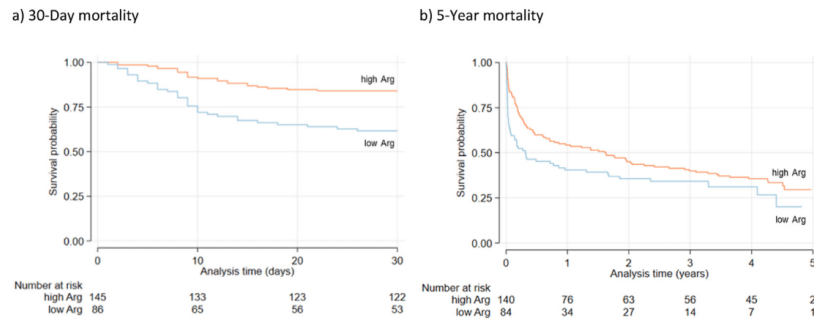 a) 30-Day mortality
1.00
0.75
0.50
0.25
0.00
Survival probability
high Arg
low Arg
0 10 20 30
Analysis time (days)
Number at risk
high Arg 145 133 123 122
low Arg 86 65 56 53
b) 5-Year mortality
1.00
0.75
0.50
0.25
0.00
Survival probability
high Arg
low Arg
0 1 2 3 4 5
Analysis time (years)
Number at risk
high Arg 140 76 63 56 45 2
low Arg 84 34 27 14 7 1